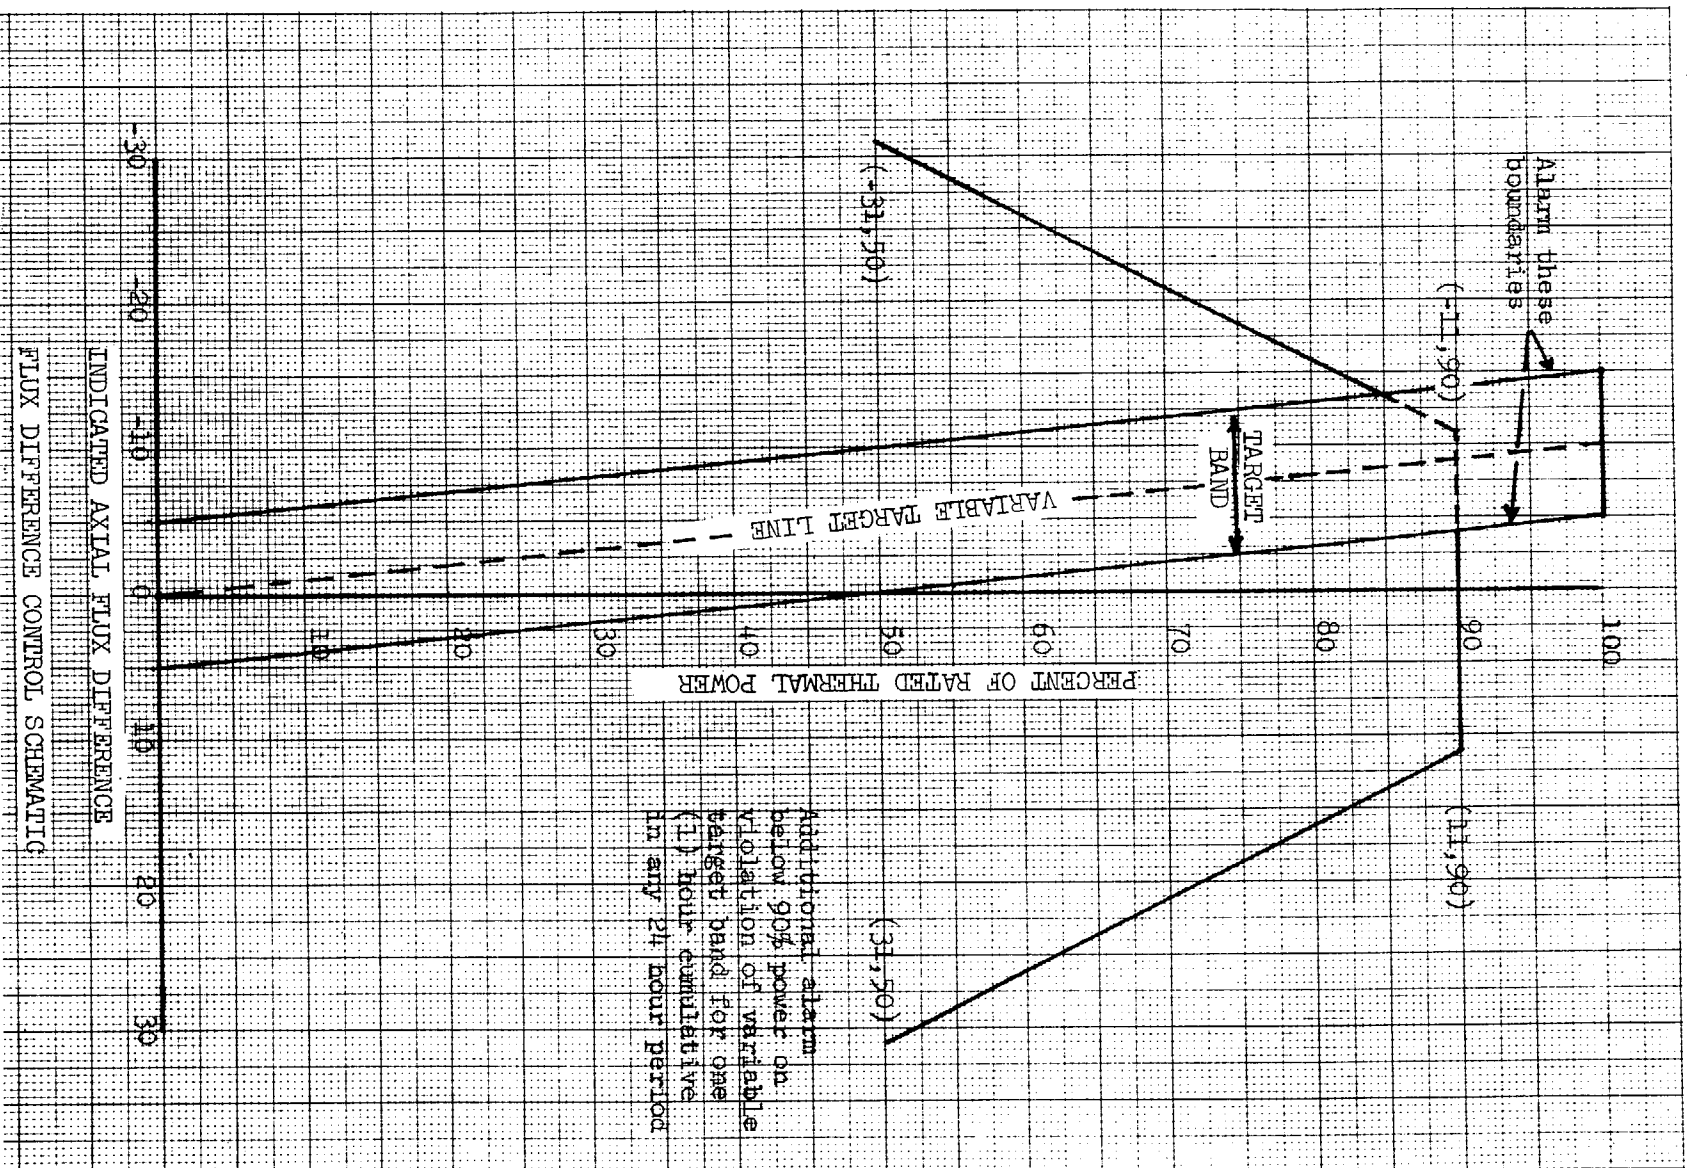 Alarm these
boundaries
(-11,90)
(11,90)
(-31,50)
(31,50)
TARGET
BAND
VARIABLE TARGET LINE
PERCENT OF RATED THERMAL POWER
100
90
80
70
60
50
40
30
20
10
Additional alarm
below 90% power on
violation of variable
target band for one
(1) hour cumulative
in any 24 hour period
-30
-20
-10
0
10
20
30
INDICATED AXIAL FLUX DIFFERENCE
FLUX DIFFERENCE CONTROL SCHEMATIC